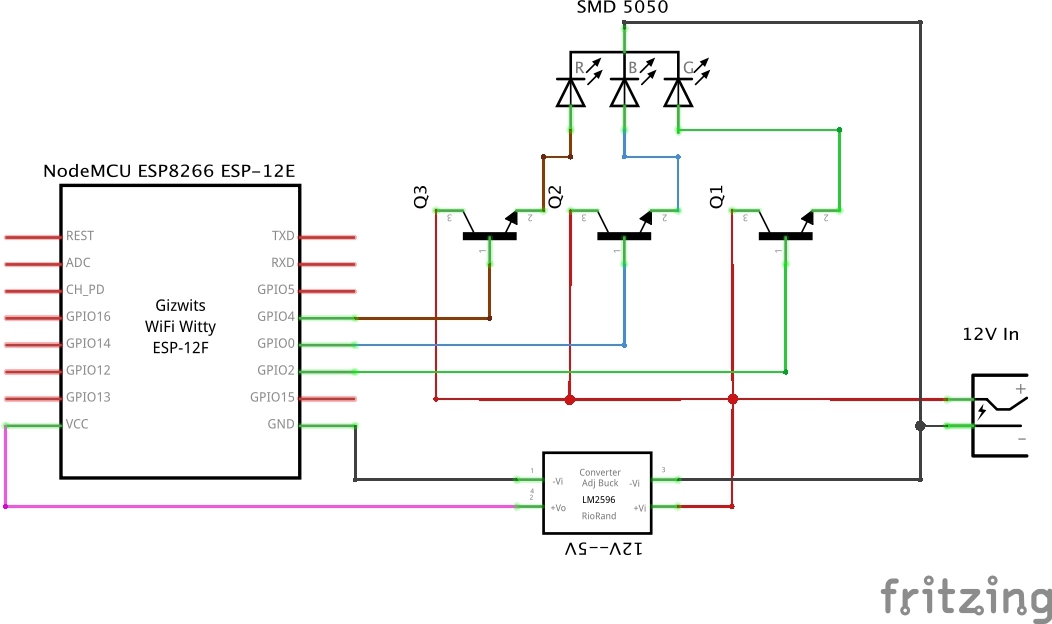 SMD 5050
R B G
NodeMCU ESP8266 ESP-12E
Q3 Q2 Q1
3 2 3 2 3 2
1 1 1
REST TXD
ADC RXD
CH_PD GPIO5
GPIO16 GPIO4
GPIO14 GPIO0
GPIO12 GPIO2
GPIO13 GPIO15
VCC GND
Gizwits
WiFi Witty
ESP-12F
12V In
+
−
Converter
Adj Buck
LM2596
RioRand
1 -Vi -Vi 3
4
2 +Vo +Vi
12V--5V
fritzing